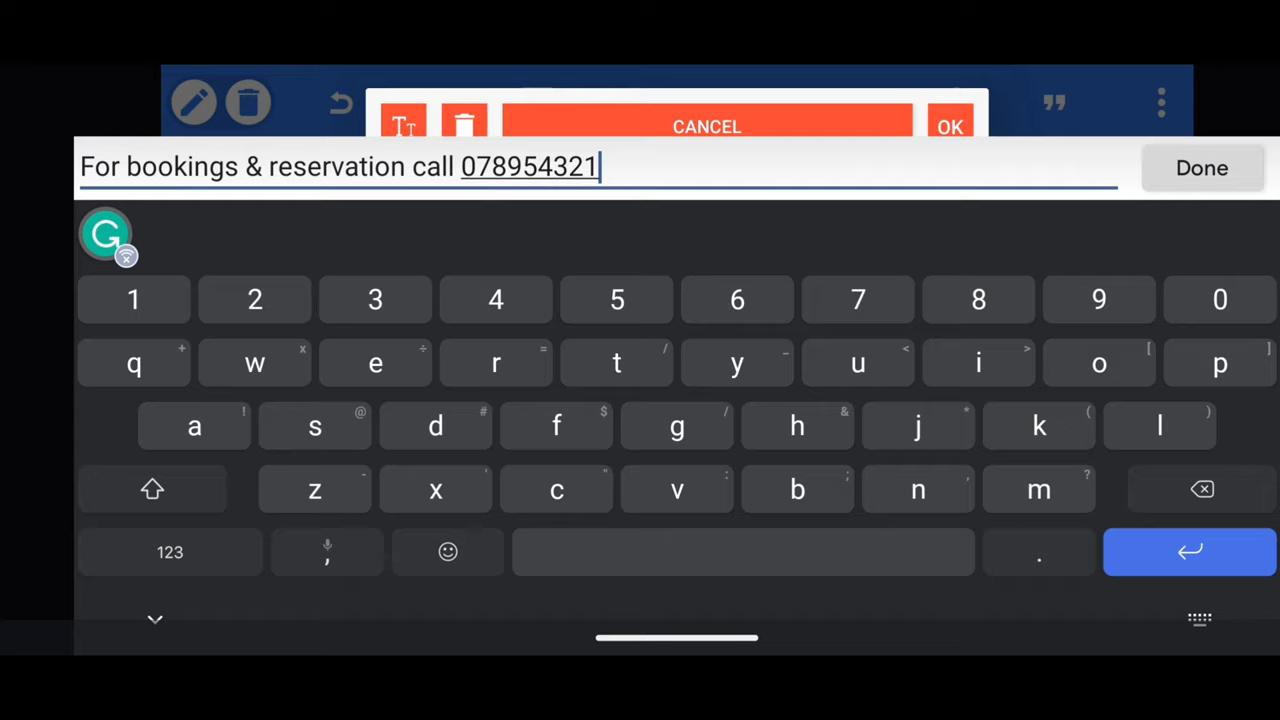 TT
CANCEL
OK
For bookings & reservation call 078954321
Done
G
1 2 3 4 5 6 7 8 9 0
q + w x e ÷ r = t / y _ u < i > o [ p ]
a ! s @ d # f $ g / h & j * k ( l )
z - x ' c " v : b ; n , m ?
123 , .